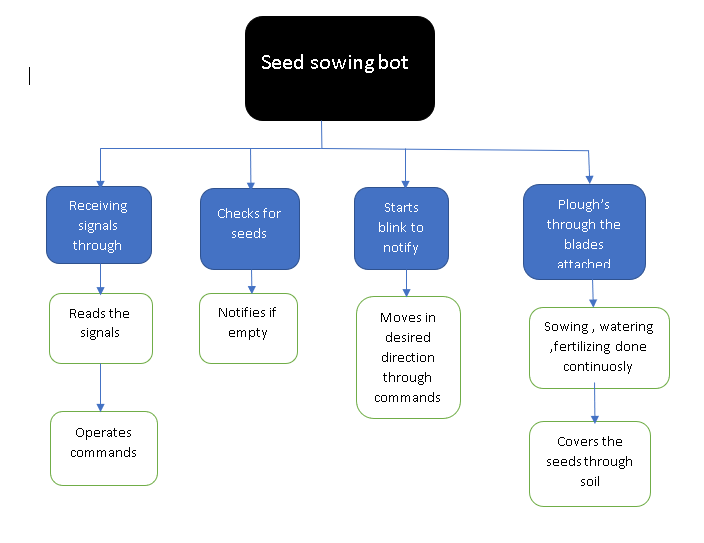 Seed sowing bot
Receiving
signals
through
Checks for
seeds
Starts
blink to
notify
Plough's
through the
blades
attached
Reads the
signals
Notifies if
empty
Moves in
desired
direction
through
commands
Sowing , watering
,fertilizing done
continuosly
Operates
commands
Covers the
seeds through
soil